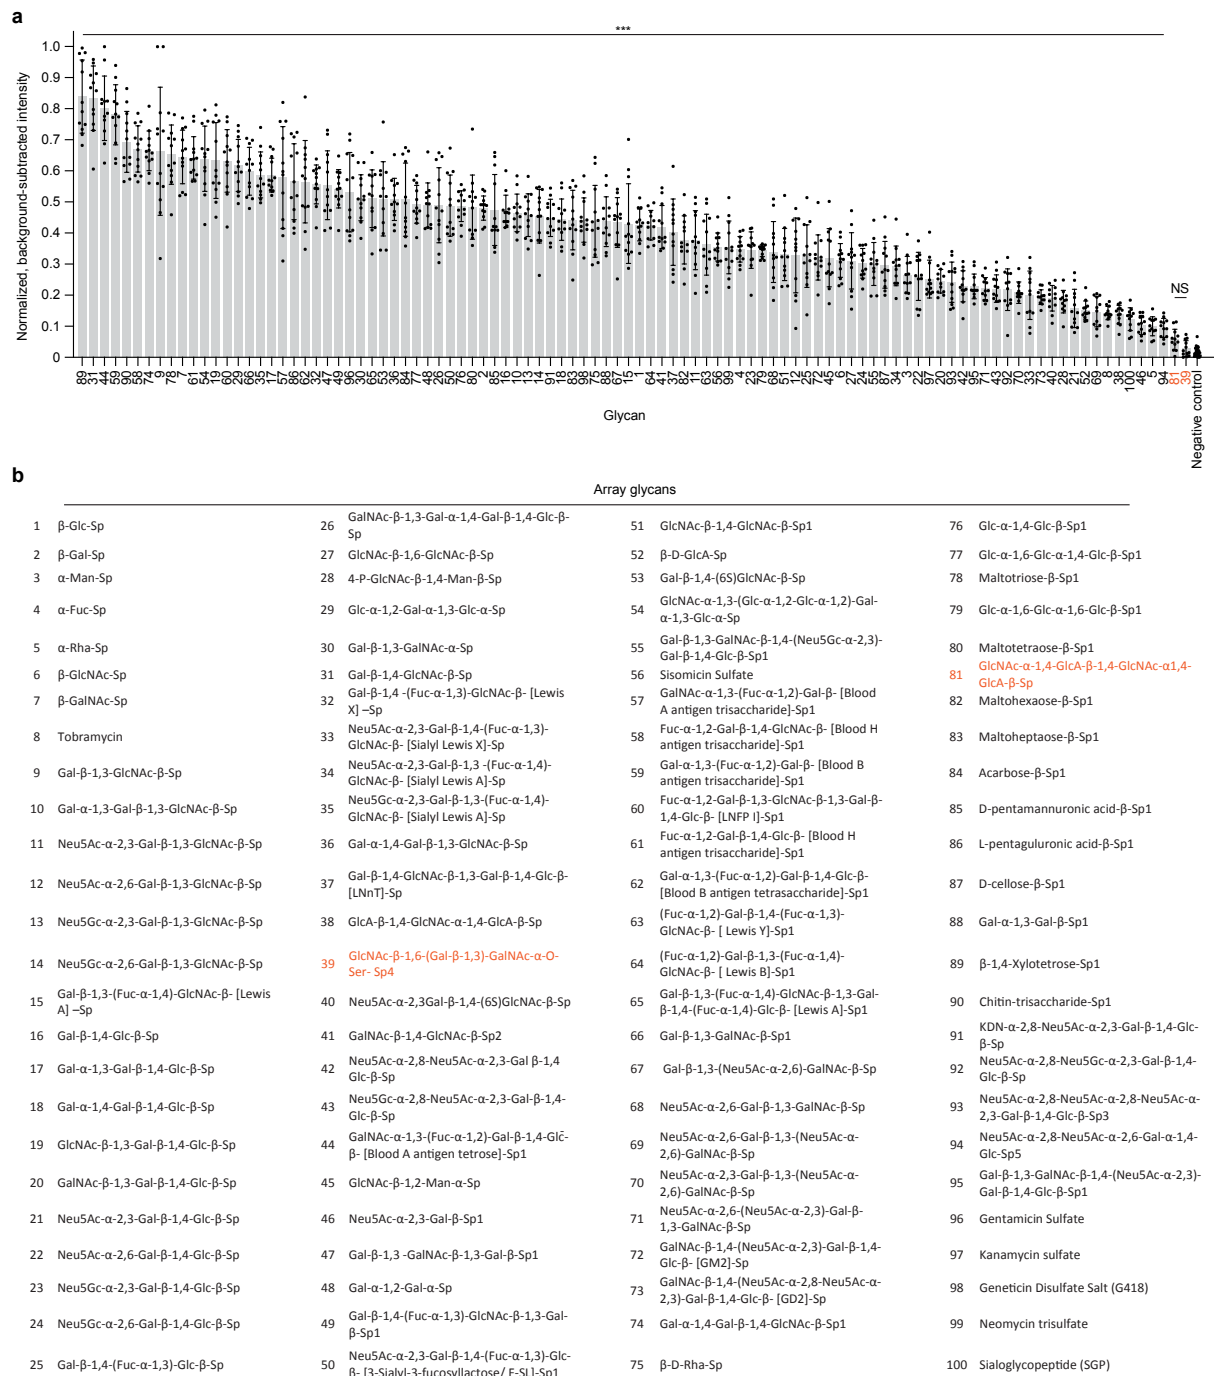 a
***
NS
Normalized, background-subtracted intensity
1.0
0.9
0.8
0.7
0.6
0.5
0.4
0.3
0.2
0.1
0
89 31 44 59 90 58 74 9 78 7 61 54 19 60 29 66 35 17 57 86 62 32 47 49 96 30 65 53 36 84 77 48 26 50 76 80 2 85 16 10 13 14 91 18 83 98 75 88 67 15 1 64 41 37 82 11 63 56 99 4 23 79 68 51 12 25 72 45 6 27 24 55 87 34 3 22 97 20 93 42 95 71 43 92 70 33 73 40 28 21 52 69 8 38 100 46 5 94 81 39 Negative control
Glycan
b
Array glycans
1 β-Glc-Sp
2 β-Gal-Sp
3 α-Man-Sp
4 α-Fuc-Sp
5 α-Rha-Sp
6 β-GlcNAc-Sp
7 β-GalNAc-Sp
8 Tobramycin
9 Gal-β-1,3-GlcNAc-β-Sp
10 Gal-α-1,3-Gal-β-1,3-GlcNAc-β-Sp
11 Neu5Ac-α-2,3-Gal-β-1,3-GlcNAc-β-Sp
12 Neu5Ac-α-2,6-Gal-β-1,3-GlcNAc-β-Sp
13 Neu5Gc-α-2,3-Gal-β-1,3-GlcNAc-β-Sp
14 Neu5Gc-α-2,6-Gal-β-1,3-GlcNAc-β-Sp
15 Gal-β-1,3-(Fuc-α-1,4)-GlcNAc-β- [Lewis
A] –Sp
16 Gal-β-1,4-Glc-β-Sp
17 Gal-α-1,3-Gal-β-1,4-Glc-β-Sp
18 Gal-α-1,4-Gal-β-1,4-Glc-β-Sp
19 GlcNAc-β-1,3-Gal-β-1,4-Glc-β-Sp
20 GalNAc-β-1,3-Gal-β-1,4-Glc-β-Sp
21 Neu5Ac-α-2,3-Gal-β-1,4-Glc-β-Sp
22 Neu5Ac-α-2,6-Gal-β-1,4-Glc-β-Sp
23 Neu5Gc-α-2,3-Gal-β-1,4-Glc-β-Sp
24 Neu5Gc-α-2,6-Gal-β-1,4-Glc-β-Sp
25 Gal-β-1,4-(Fuc-α-1,3)-Glc-β-Sp
26 GalNAc-β-1,3-Gal-α-1,4-Gal-β-1,4-Glc-β-
Sp
27 GlcNAc-β-1,6-GlcNAc-β-Sp
28 4-P-GlcNAc-β-1,4-Man-β-Sp
29 Glc-α-1,2-Gal-α-1,3-Glc-α-Sp
30 Gal-β-1,3-GalNAc-α-Sp
31 Gal-β-1,4-GlcNAc-β-Sp
32 Gal-β-1,4 -(Fuc-α-1,3)-GlcNAc-β- [Lewis
X] –Sp
33 Neu5Ac-α-2,3-Gal-β-1,4-(Fuc-α-1,3)-
GlcNAc-β- [Sialyl Lewis X]-Sp
34 Neu5Ac-α-2,3-Gal-β-1,3 -(Fuc-α-1,4)-
GlcNAc-β- [Sialyl Lewis A]-Sp
35 Neu5Gc-α-2,3-Gal-β-1,3-(Fuc-α-1,4)-
GlcNAc-β- [Sialyl Lewis A]-Sp
36 Gal-α-1,4-Gal-β-1,3-GlcNAc-β-Sp
37 Gal-β-1,4-GlcNAc-β-1,3-Gal-β-1,4-Glc-β-
[LNnT]-Sp
38 GlcA-β-1,4-GlcNAc-α-1,4-GlcA-β-Sp
39 GlcNAc-β-1,6-(Gal-β-1,3)-GalNAc-α-O-
Ser- Sp4
40 Neu5Ac-α-2,3Gal-β-1,4-(6S)GlcNAc-β-Sp
41 GalNAc-β-1,4-GlcNAc-β-Sp2
42 Neu5Ac-α-2,8-Neu5Ac-α-2,3-Gal β-1,4
Glc-β-Sp
43 Neu5Gc-α-2,8-Neu5Ac-α-2,3-Gal-β-1,4-
Glc-β-Sp
44 GalNAc-α-1,3-(Fuc-α-1,2)-Gal-β-1,4-Glc-
β- [Blood A antigen tetrose]-Sp1
45 GlcNAc-β-1,2-Man-α-Sp
46 Neu5Ac-α-2,3-Gal-β-Sp1
47 Gal-β-1,3 -GalNAc-β-1,3-Gal-β-Sp1
48 Gal-α-1,2-Gal-α-Sp
49 Gal-β-1,4-(Fuc-α-1,3)-GlcNAc-β-1,3-Gal-
β-Sp1
50 Neu5Ac-α-2,3-Gal-β-1,4-(Fuc-α-1,3)-Glc-
β- [3-Sialyl-3-fucosyllactose/ F-SL]-Sp1
51 GlcNAc-β-1,4-GlcNAc-β-Sp1
52 β-D-GlcA-Sp
53 Gal-β-1,4-(6S)GlcNAc-β-Sp
54 GlcNAc-α-1,3-(Glc-α-1,2-Glc-α-1,2)-Gal-
α-1,3-Glc-α-Sp
55 Gal-β-1,3-GalNAc-β-1,4-(Neu5Gc-α-2,3)-
Gal-β-1,4-Glc-β-Sp1
56 Sisomicin Sulfate
57 GalNAc-α-1,3-(Fuc-α-1,2)-Gal-β- [Blood
A antigen trisaccharide]-Sp1
58 Fuc-α-1,2-Gal-β-1,4-GlcNAc-β- [Blood H
antigen trisaccharide]-Sp1
59 Gal-α-1,3-(Fuc-α-1,2)-Gal-β- [Blood B
antigen trisaccharide]-Sp1
60 Fuc-α-1,2-Gal-β-1,3-GlcNAc-β-1,3-Gal-β-
1,4-Glc-β- [LNFP I]-Sp1
61 Fuc-α-1,2-Gal-β-1,4-Glc-β- [Blood H
antigen trisaccharide]-Sp1
62 Gal-α-1,3-(Fuc-α-1,2)-Gal-β-1,4-Glc-β-
[Blood B antigen tetrasaccharide]-Sp1
63 (Fuc-α-1,2)-Gal-β-1,4-(Fuc-α-1,3)-
GlcNAc-β- [ Lewis Y]-Sp1
64 (Fuc-α-1,2)-Gal-β-1,3-(Fuc-α-1,4)-
GlcNAc-β- [ Lewis B]-Sp1
65 Gal-β-1,3-(Fuc-α-1,4)-GlcNAc-β-1,3-Gal-
β-1,4-(Fuc-α-1,4)-Glc-β- [Lewis A]-Sp1
66 Gal-β-1,3-GalNAc-β-Sp1
67 Gal-β-1,3-(Neu5Ac-α-2,6)-GalNAc-β-Sp
68 Neu5Ac-α-2,6-Gal-β-1,3-GalNAc-β-Sp
69 Neu5Ac-α-2,6-Gal-β-1,3-(Neu5Ac-α-
2,6)-GalNAc-β-Sp
70 Neu5Ac-α-2,3-Gal-β-1,3-(Neu5Ac-α-
2,6)-GalNAc-β-Sp
71 Neu5Ac-α-2,6-(Neu5Ac-α-2,3)-Gal-β-
1,3-GalNAc-β-Sp
72 GalNAc-β-1,4-(Neu5Ac-α-2,3)-Gal-β-1,4-
Glc-β- [GM2]-Sp
73 GalNAc-β-1,4-(Neu5Ac-α-2,8-Neu5Ac-α-
2,3)-Gal-β-1,4-Glc-β- [GD2]-Sp
74 Gal-α-1,4-Gal-β-1,4-GlcNAc-β-Sp1
75 β-D-Rha-Sp
76 Glc-α-1,4-Glc-β-Sp1
77 Glc-α-1,6-Glc-α-1,4-Glc-β-Sp1
78 Maltotriose-β-Sp1
79 Glc-α-1,6-Glc-α-1,6-Glc-β-Sp1
80 Maltotetraose-β-Sp1
81 GlcNAc-α-1,4-GlcA-β-1,4-GlcNAc-α1,4-
GlcA-β-Sp
82 Maltohexaose-β-Sp1
83 Maltoheptaose-β-Sp1
84 Acarbose-β-Sp1
85 D-pentamannuronic acid-β-Sp1
86 L-pentaguluronic acid-β-Sp1
87 D-cellose-β-Sp1
88 Gal-α-1,3-Gal-β-Sp1
89 β-1,4-Xylotetrose-Sp1
90 Chitin-trisaccharide-Sp1
91 KDN-α-2,8-Neu5Ac-α-2,3-Gal-β-1,4-Glc-
β-Sp
92 Neu5Ac-α-2,8-Neu5Gc-α-2,3-Gal-β-1,4-
Glc-β-Sp
93 Neu5Ac-α-2,8-Neu5Ac-α-2,8-Neu5Ac-α-
2,3-Gal-β-1,4-Glc-β-Sp3
94 Neu5Ac-α-2,8-Neu5Ac-α-2,6-Gal-α-1,4-
Glc-Sp5
95 Gal-β-1,3-GalNAc-β-1,4-(Neu5Ac-α-2,3)-
Gal-β-1,4-Glc-β-Sp1
96 Gentamicin Sulfate
97 Kanamycin sulfate
98 Geneticin Disulfate Salt (G418)
99 Neomycin trisulfate
100 Sialoglycopeptide (SGP)